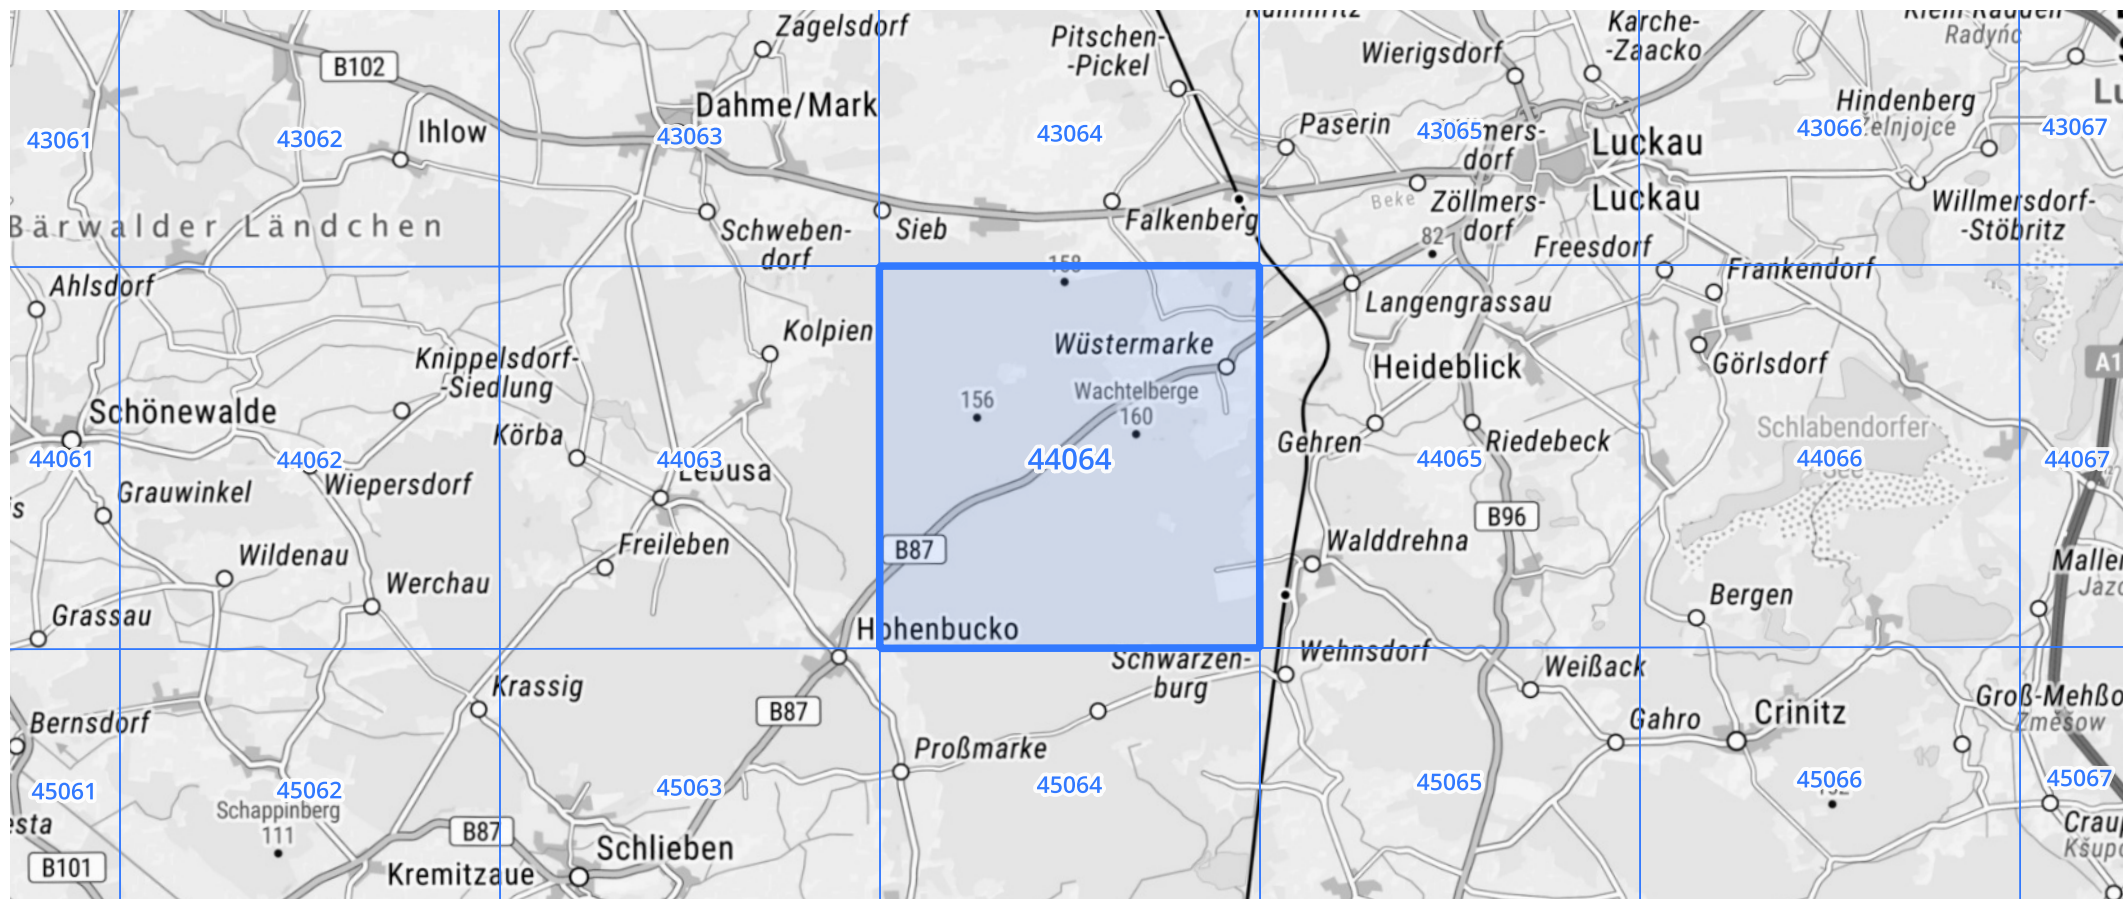 Zagelsdorf
Pitschen-
-Pickel
Wierigsdorf
Karche-
-Zaacko
Radyńc
B102
Dahme/Mark
Hindenberg
Ihlow
Paserin
Luckau
43061
43062
43063
43064
43065
43066
43067
dorf
Zöllmers-
dorf
Luckau
Beke
Willmersdorf-
-Stöbritz
Bärwalder Ländchen
Schweben-
dorf
Sieb
Falkenberg
82
Freesdorf
Frankendorf
158
Ahlsdorf
Langengrassau
Kolpien
Wüstermarke
Knippelsdorf-
-Siedlung
Heideblick
Görlsdorf
A1
Wachtelberge
160
156
Schönewalde
Körba
Gehren
Riedebeck
Schlabendorfer
See
44061
44062
44063
44064
44065
44066
44067
Lebusa
Wiepersdorf
Grauwinkel
B96
B87
Freileben
Walddrehna
Wildenau
Werchau
Bergen
Grassau
Hohenbucko
Schwarzen-
burg
Wehnsdorf
Weißack
Krassig
B87
Gahro
Crinitz
Zmešow
Bernsdorf
Proßmarke
45061
45062
45063
45064
45065
45066
45067
Schappinberg
111
B87
B101
Schlieben
Kremitzaue